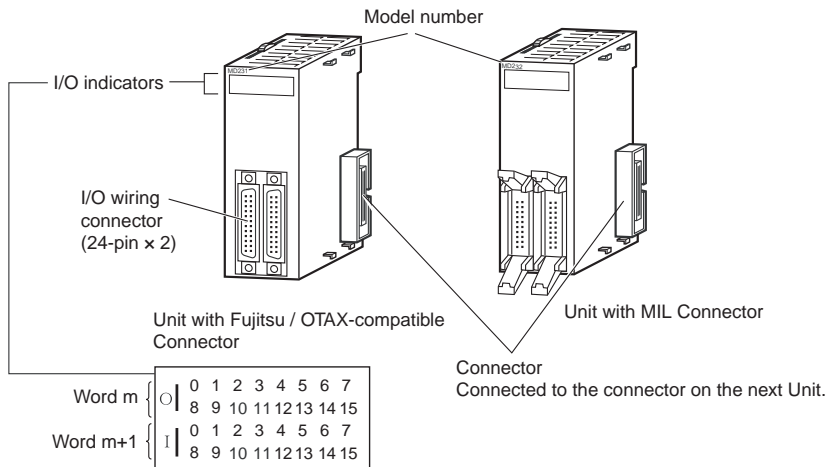 Model number
MD231
MD232
I/O indicators
I/O wiring
connector
(24-pin × 2)
Unit with Fujitsu / OTAX-compatible
Connector
Unit with MIL Connector
Connector
Connected to the connector on the next Unit.
Word m
O
0 1 2 3 4 5 6 7
8 9 10 11 12 13 14 15
Word m+1
I
0 1 2 3 4 5 6 7
8 9 10 11 12 13 14 15